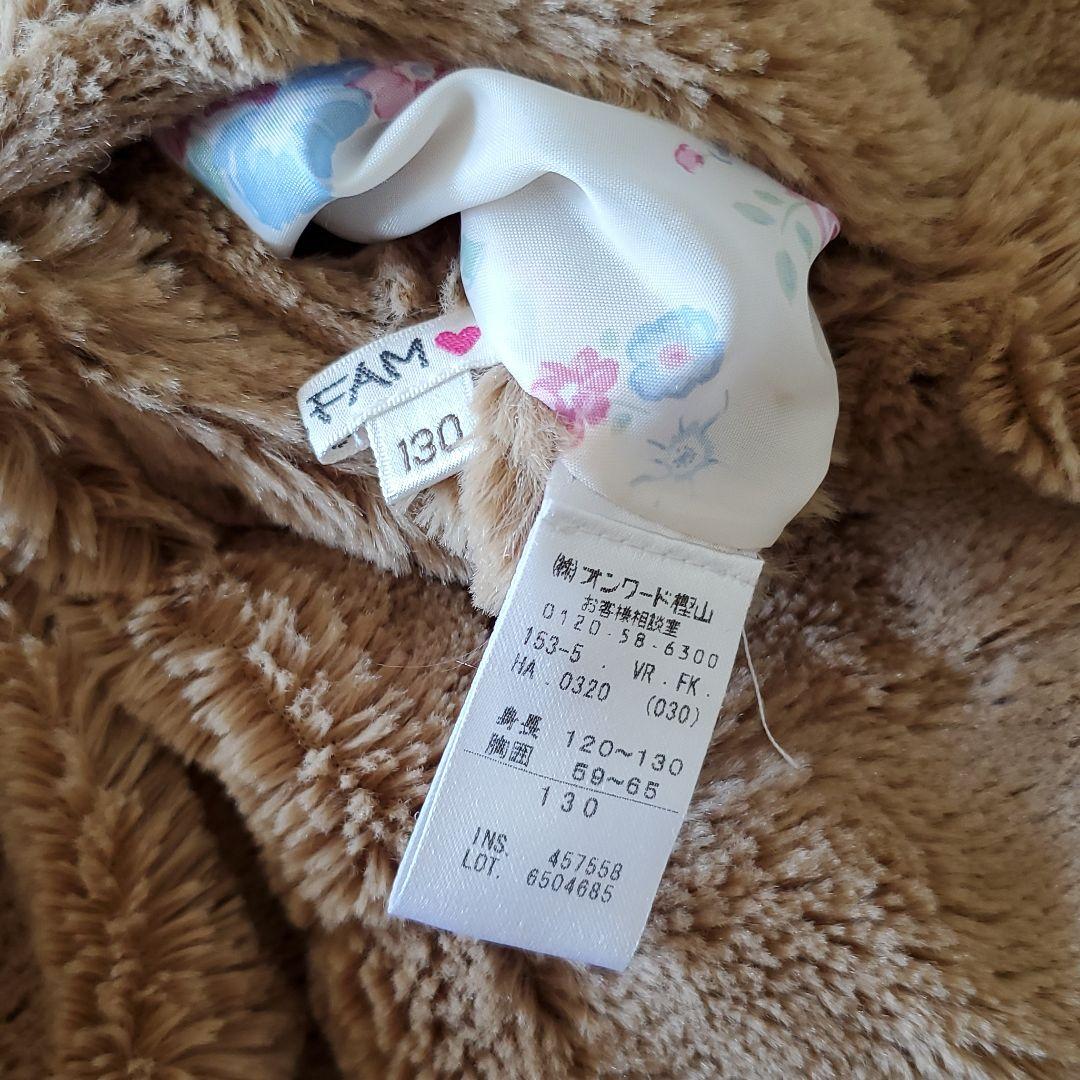 FAM♥
130
(株)オンワード樫山
お客様相談室
0120.58.6300
153-5. VR.FK.
HA.0320 (030)
身長 120~130
胸囲 59~65
130
INS. 457558
LOT. 6504685